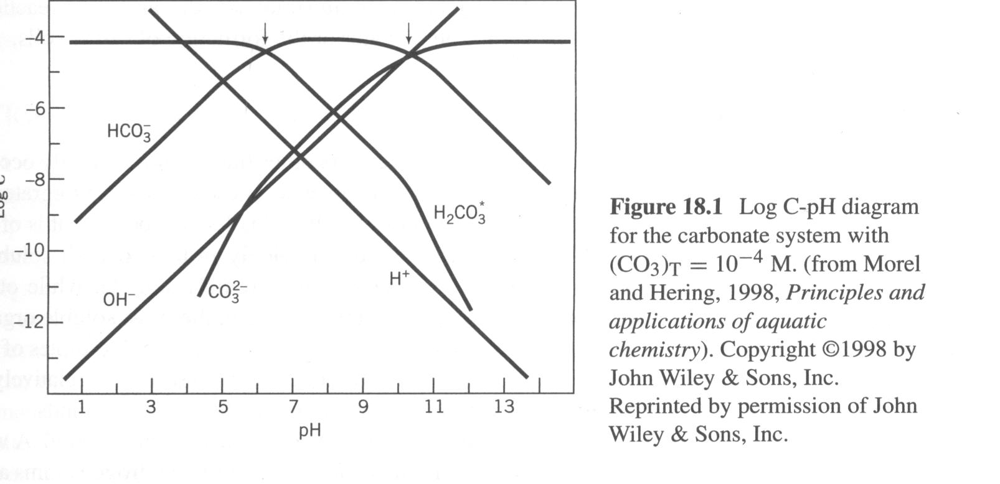 –4
–6
HCO₃⁻
–8
Log C
H₂CO₃*
–10
H⁺
OH⁻
CO₃²⁻
–12
1 3 5 7 9 11 13
pH
Figure 18.1 Log C-pH diagram
for the carbonate system with
(CO₃)T = 10⁻⁴ M. (from Morel
and Hering, 1998, Principles and
applications of aquatic
chemistry). Copyright ©1998 by
John Wiley & Sons, Inc.
Reprinted by permission of John
Wiley & Sons, Inc.